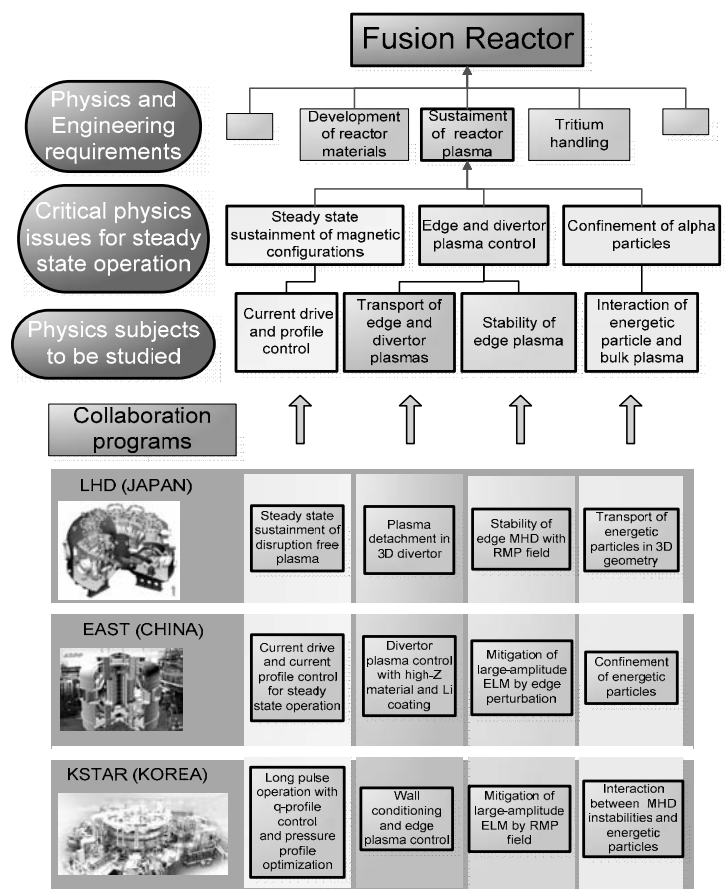 Fusion Reactor
Physics and
Engineering
requirements
Development
of reactor
materials
Sustaiment
of reactor
plasma
Tritium
handling
Critical physics
issues for steady
state operation
Steady state
sustainment of magnetic
configurations
Edge and divertor
plasma control
Confinement of alpha
particles
Physics subjects
to be studied
Current drive
and profile
control
Transport of
edge and
divertor
plasmas
Stability of
edge plasma
Interaction of
energetic
particle and
bulk plasma
Collaboration
programs
LHD (JAPAN)
Steady state
sustainment of
disruption free
plasma
Plasma
detachment in
3D divertor
Stability of
edge MHD with
RMP field
Transport of
energetic
particles in 3D
geometry
EAST (CHINA)
Current drive
and current
profile control
for steady
state operation
Divertor
plasma control
with high-Z
material and Li
coating
Mitigation of
large-amplitude
ELM by edge
perturbation
Confinement
of energetic
particles
KSTAR (KOREA)
Long pulse
operation with
q-profile
control
and pressure
profile
optimization
Wall
conditioning
and edge
plasma control
Mitigation of
large-amplitude
ELM by RMP
field
Interaction
between MHD
instabilities and
energetic
particles